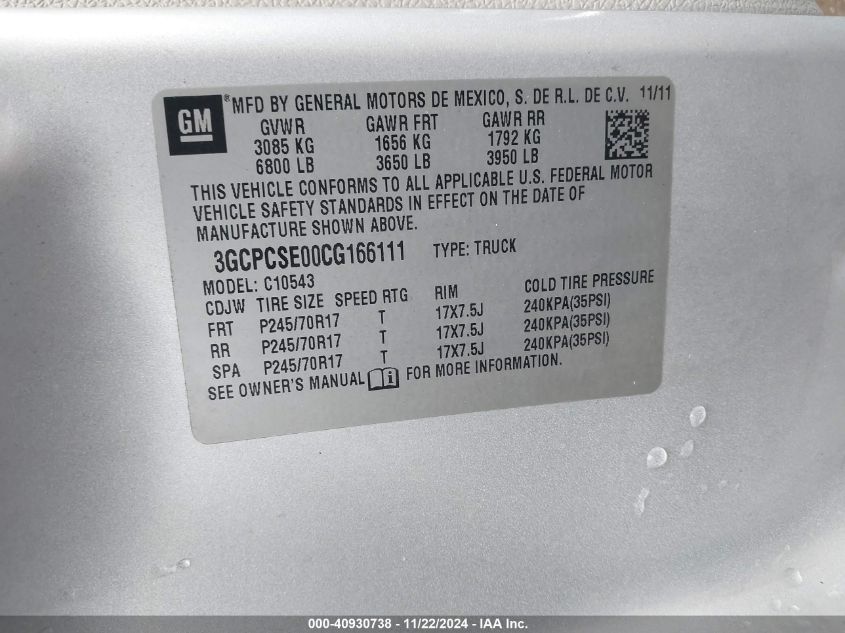 GM ® MFD BY GENERAL MOTORS DE MEXICO, S. DE R.L. DE C.V. 11/11
GVWR GAWR FRT GAWR RR
3085 KG 1656 KG 1792 KG
6800 LB 3650 LB 3950 LB
THIS VEHICLE CONFORMS TO ALL APPLICABLE U.S. FEDERAL MOTOR
VEHICLE SAFETY STANDARDS IN EFFECT ON THE DATE OF
MANUFACTURE SHOWN ABOVE.
3GCPCSE00CG166111 TYPE: TRUCK
MODEL: C10543
CDJW TIRE SIZE SPEED RTG RIM COLD TIRE PRESSURE
FRT P245/70R17 T 17X7.5J 240KPA(35PSI)
RR P245/70R17 T 17X7.5J 240KPA(35PSI)
SPA P245/70R17 T 17X7.5J 240KPA(35PSI)
SEE OWNER'S MANUAL i FOR MORE INFORMATION.
000-40930738 - 11/22/2024 - IAA Inc.